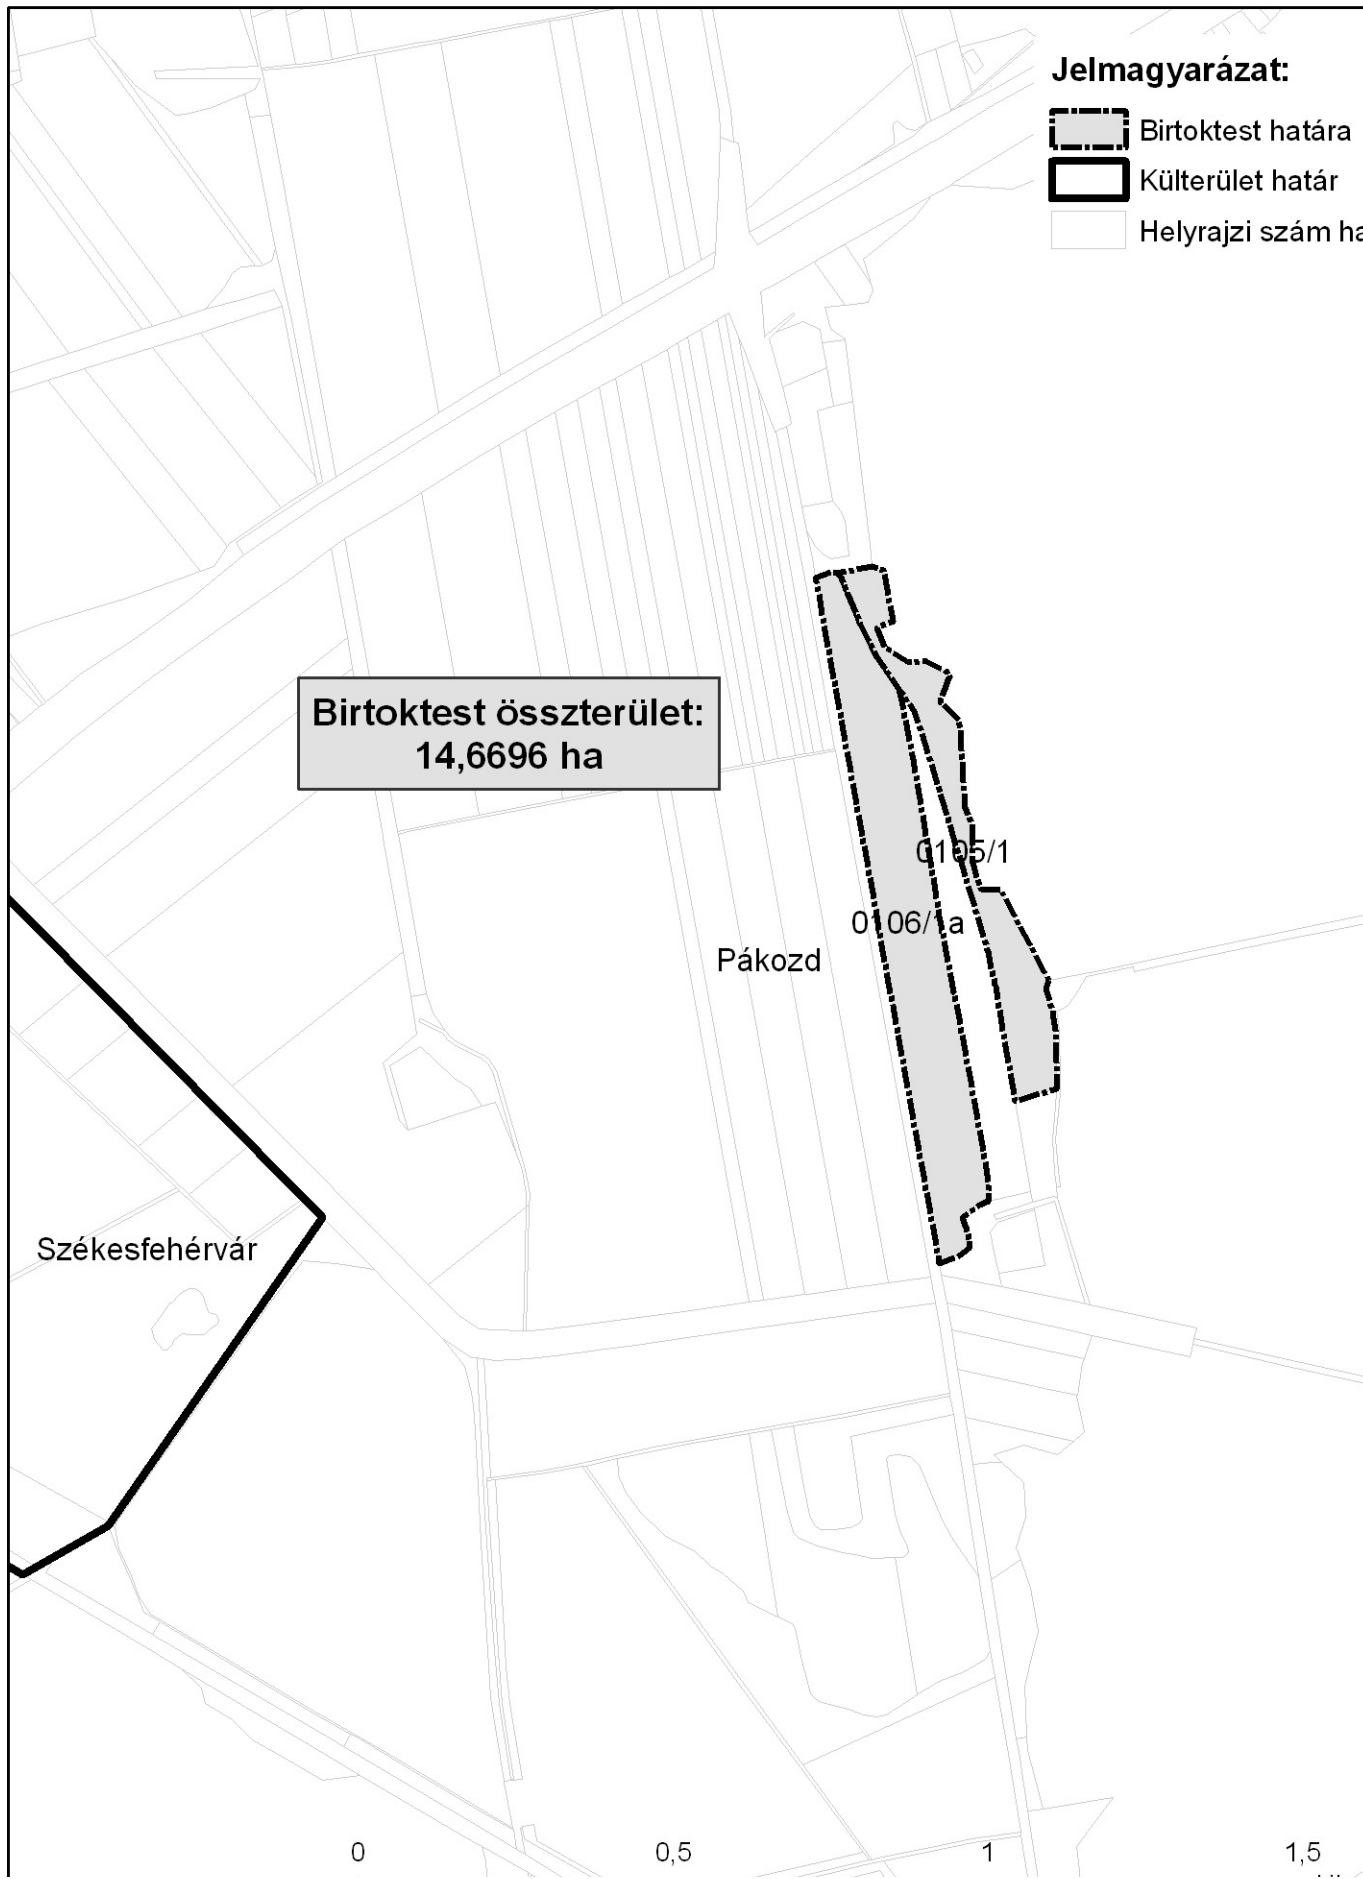 Jelmagyarázat:
Birtoktest határa
Külterület határ
Helyrajzi szám
Birtoktest összterület:
14,6696 ha
0105/1
0106/1a
Pákozd
Székesfehérvár
0 0,5 1 1,5